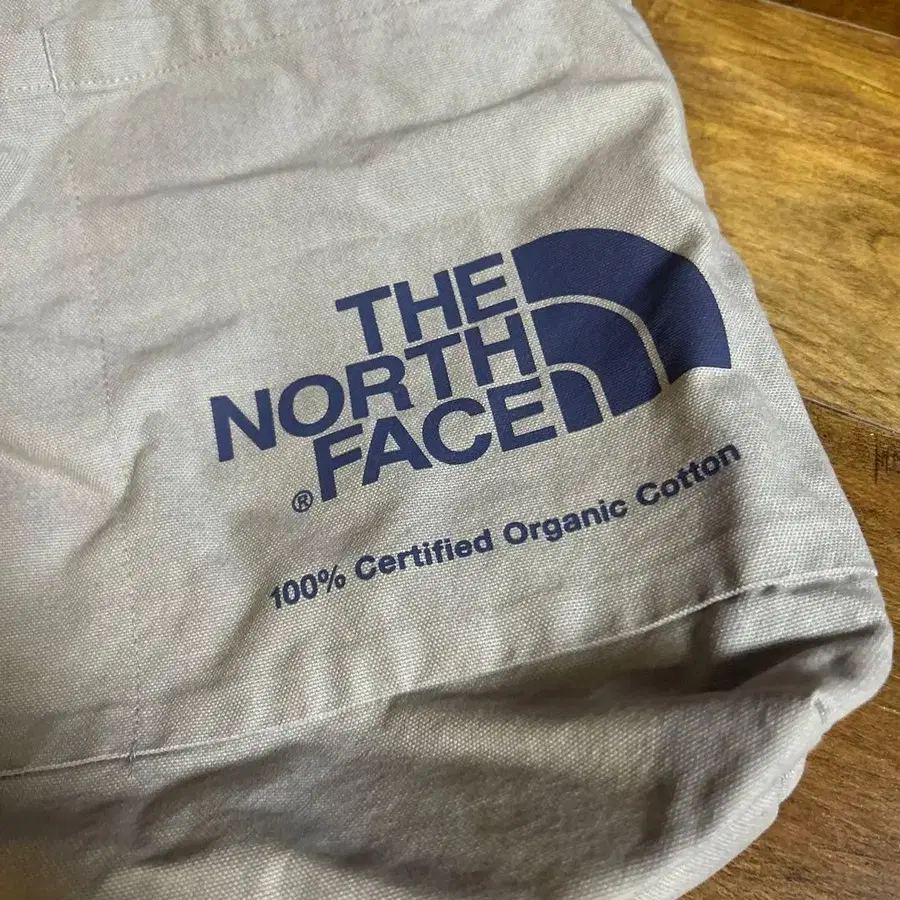 THE
NORTH
FACE
®
100% Certified Organic Cotton